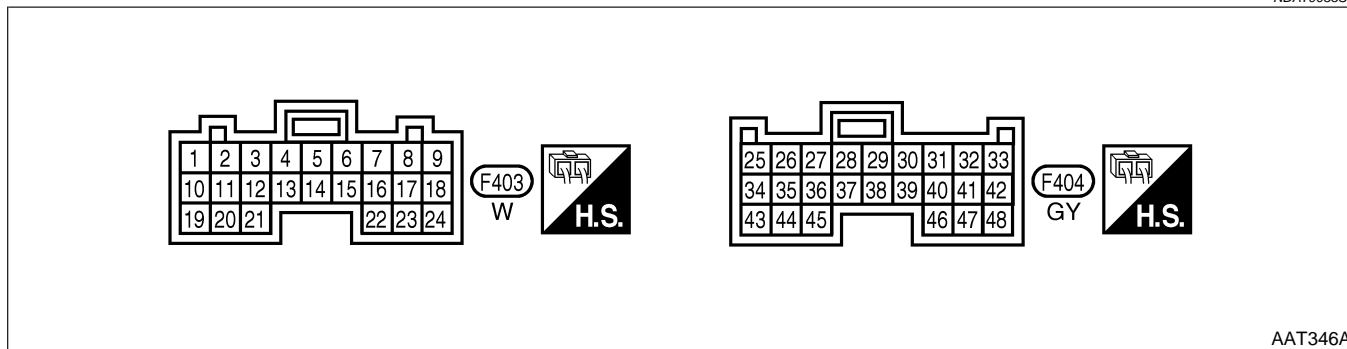 1 2 3 4 5 6 7 8 9
10 11 12 13 14 15 16 17 18
19 20 21 22 23 24
F403
W
H.S.
25 26 27 28 29 30 31 32 33
34 35 36 37 38 39 40 41 42
43 44 45 46 47 48
F404
GY
H.S.
AAT346A